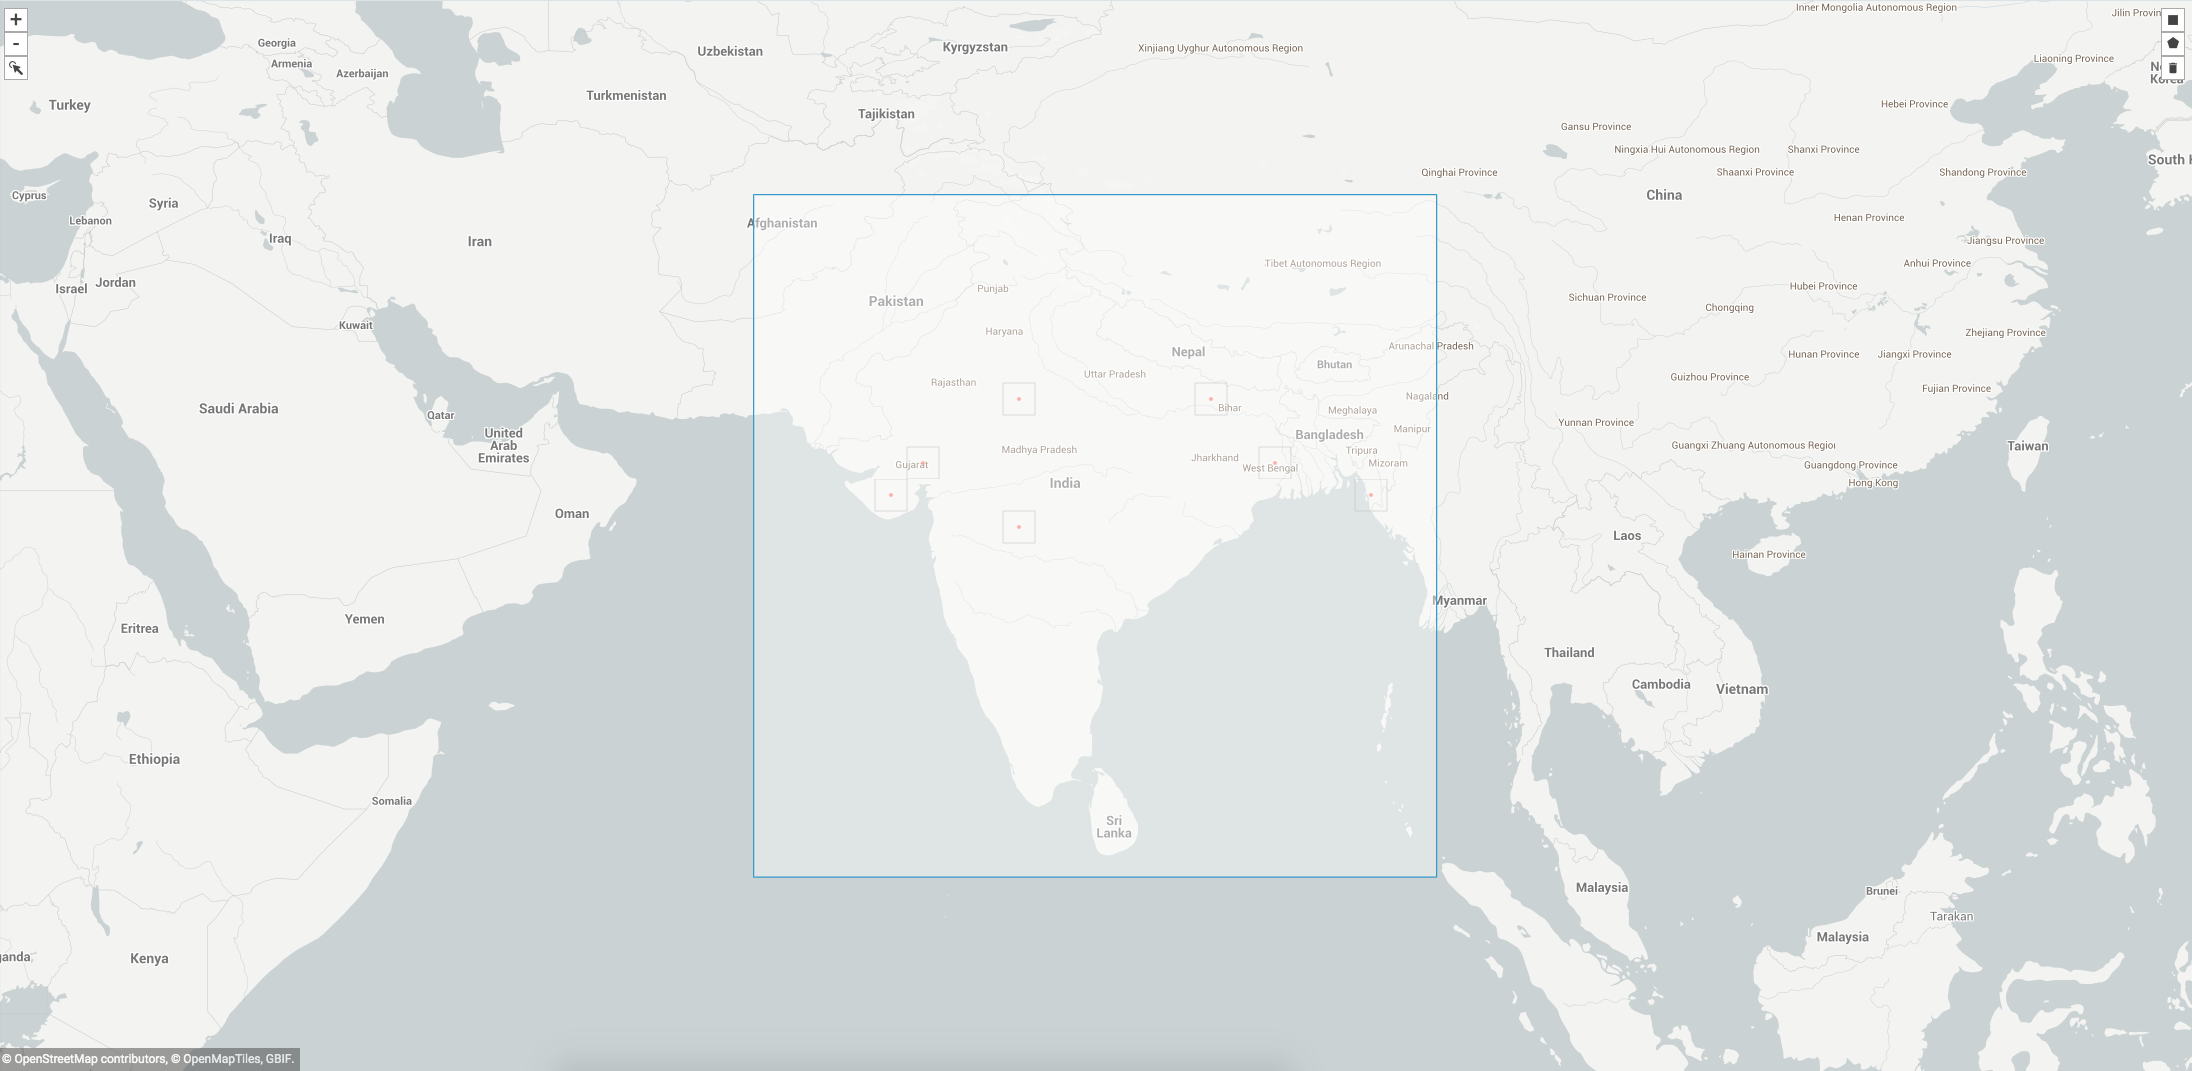 +
-
Inner Mongolia Autonomous Region
Georgia
Uzbekistan
Kyrgyzstan
Xinjiang Uyghur Autonomous Region
Liaoning Province
Armenia
Azerbaijan
Turkey
Turkmenistan
Tajikistan
Hebei Province
Gansu Province
Ningxia Hui Autonomous Region
Shanxi Province
Qinghai Province
Shaanxi Province
Shandong Province
Cyprus
Syria
China
Lebanon
Afghanistan
Henan Province
Iraq
Iran
Jiangsu Province
Tibet Autonomous Region
Anhui Province
Israel
Jordan
Punjab
Hubei Province
Pakistan
Sichuan Province
Chongqing
Kuwait
Haryana
Zhejiang Province
Nepal
Arunachal Pradesh
Hunan Province
Jiangxi Province
Bhutan
Uttar Pradesh
Guizhou Province
Rajasthan
Fujian Province
Nagaland
Saudi Arabia
Qatar
Bihar
Meghalaya
Yunnan Province
United
Arab
Emirates
Bangladesh
Manipur
Guangxi Zhuang Autonomous Regior
Taiwan
Madhya Pradesh
Tripura
Gujarat
Jharkhand
West Bengal
Mizoram
Guangdong Province
India
Hong Kong
Oman
Laos
Hainan Province
Myanmar
Yemen
Eritrea
Thailand
Cambodia
Vietnam
Ethiopia
Somalia
Sri
Lanka
Malaysia
Brunei
Tarakan
Malaysia
Kenya
© OpenStreetMap contributors, © OpenMapTiles, GBIF.